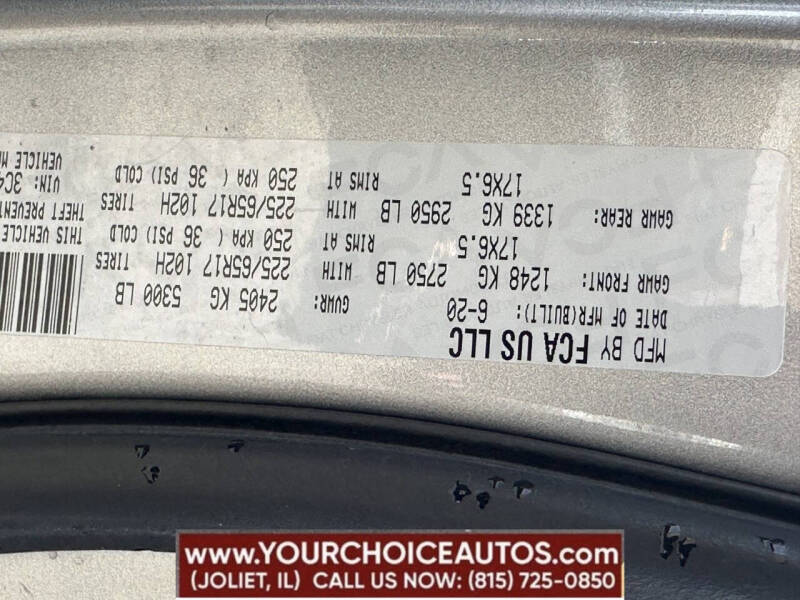 MFD BY FCA US LLC
DATE OF MFR(BUILT): 6-20 GVWR: 2405 KG 5300 LB
GAWR FRONT: 1248 KG 2750 LB WITH 225/65R17 102H TIRES
17X6.5 RIMS AT 250 KPA ( 36 PSI) COLD
GAWR REAR: 1339 KG 2950 LB WITH 225/65R17 102H TIRES
17X6.5 RIMS AT 250 KPA ( 36 PSI) COLD
THIS VEHICLE
THEFT PREVENT
VIN: 3C4
VEHICLE
www.YOURCHOICEAUTOS.com
(JOLIET, IL) CALL US NOW: (815) 725-0850